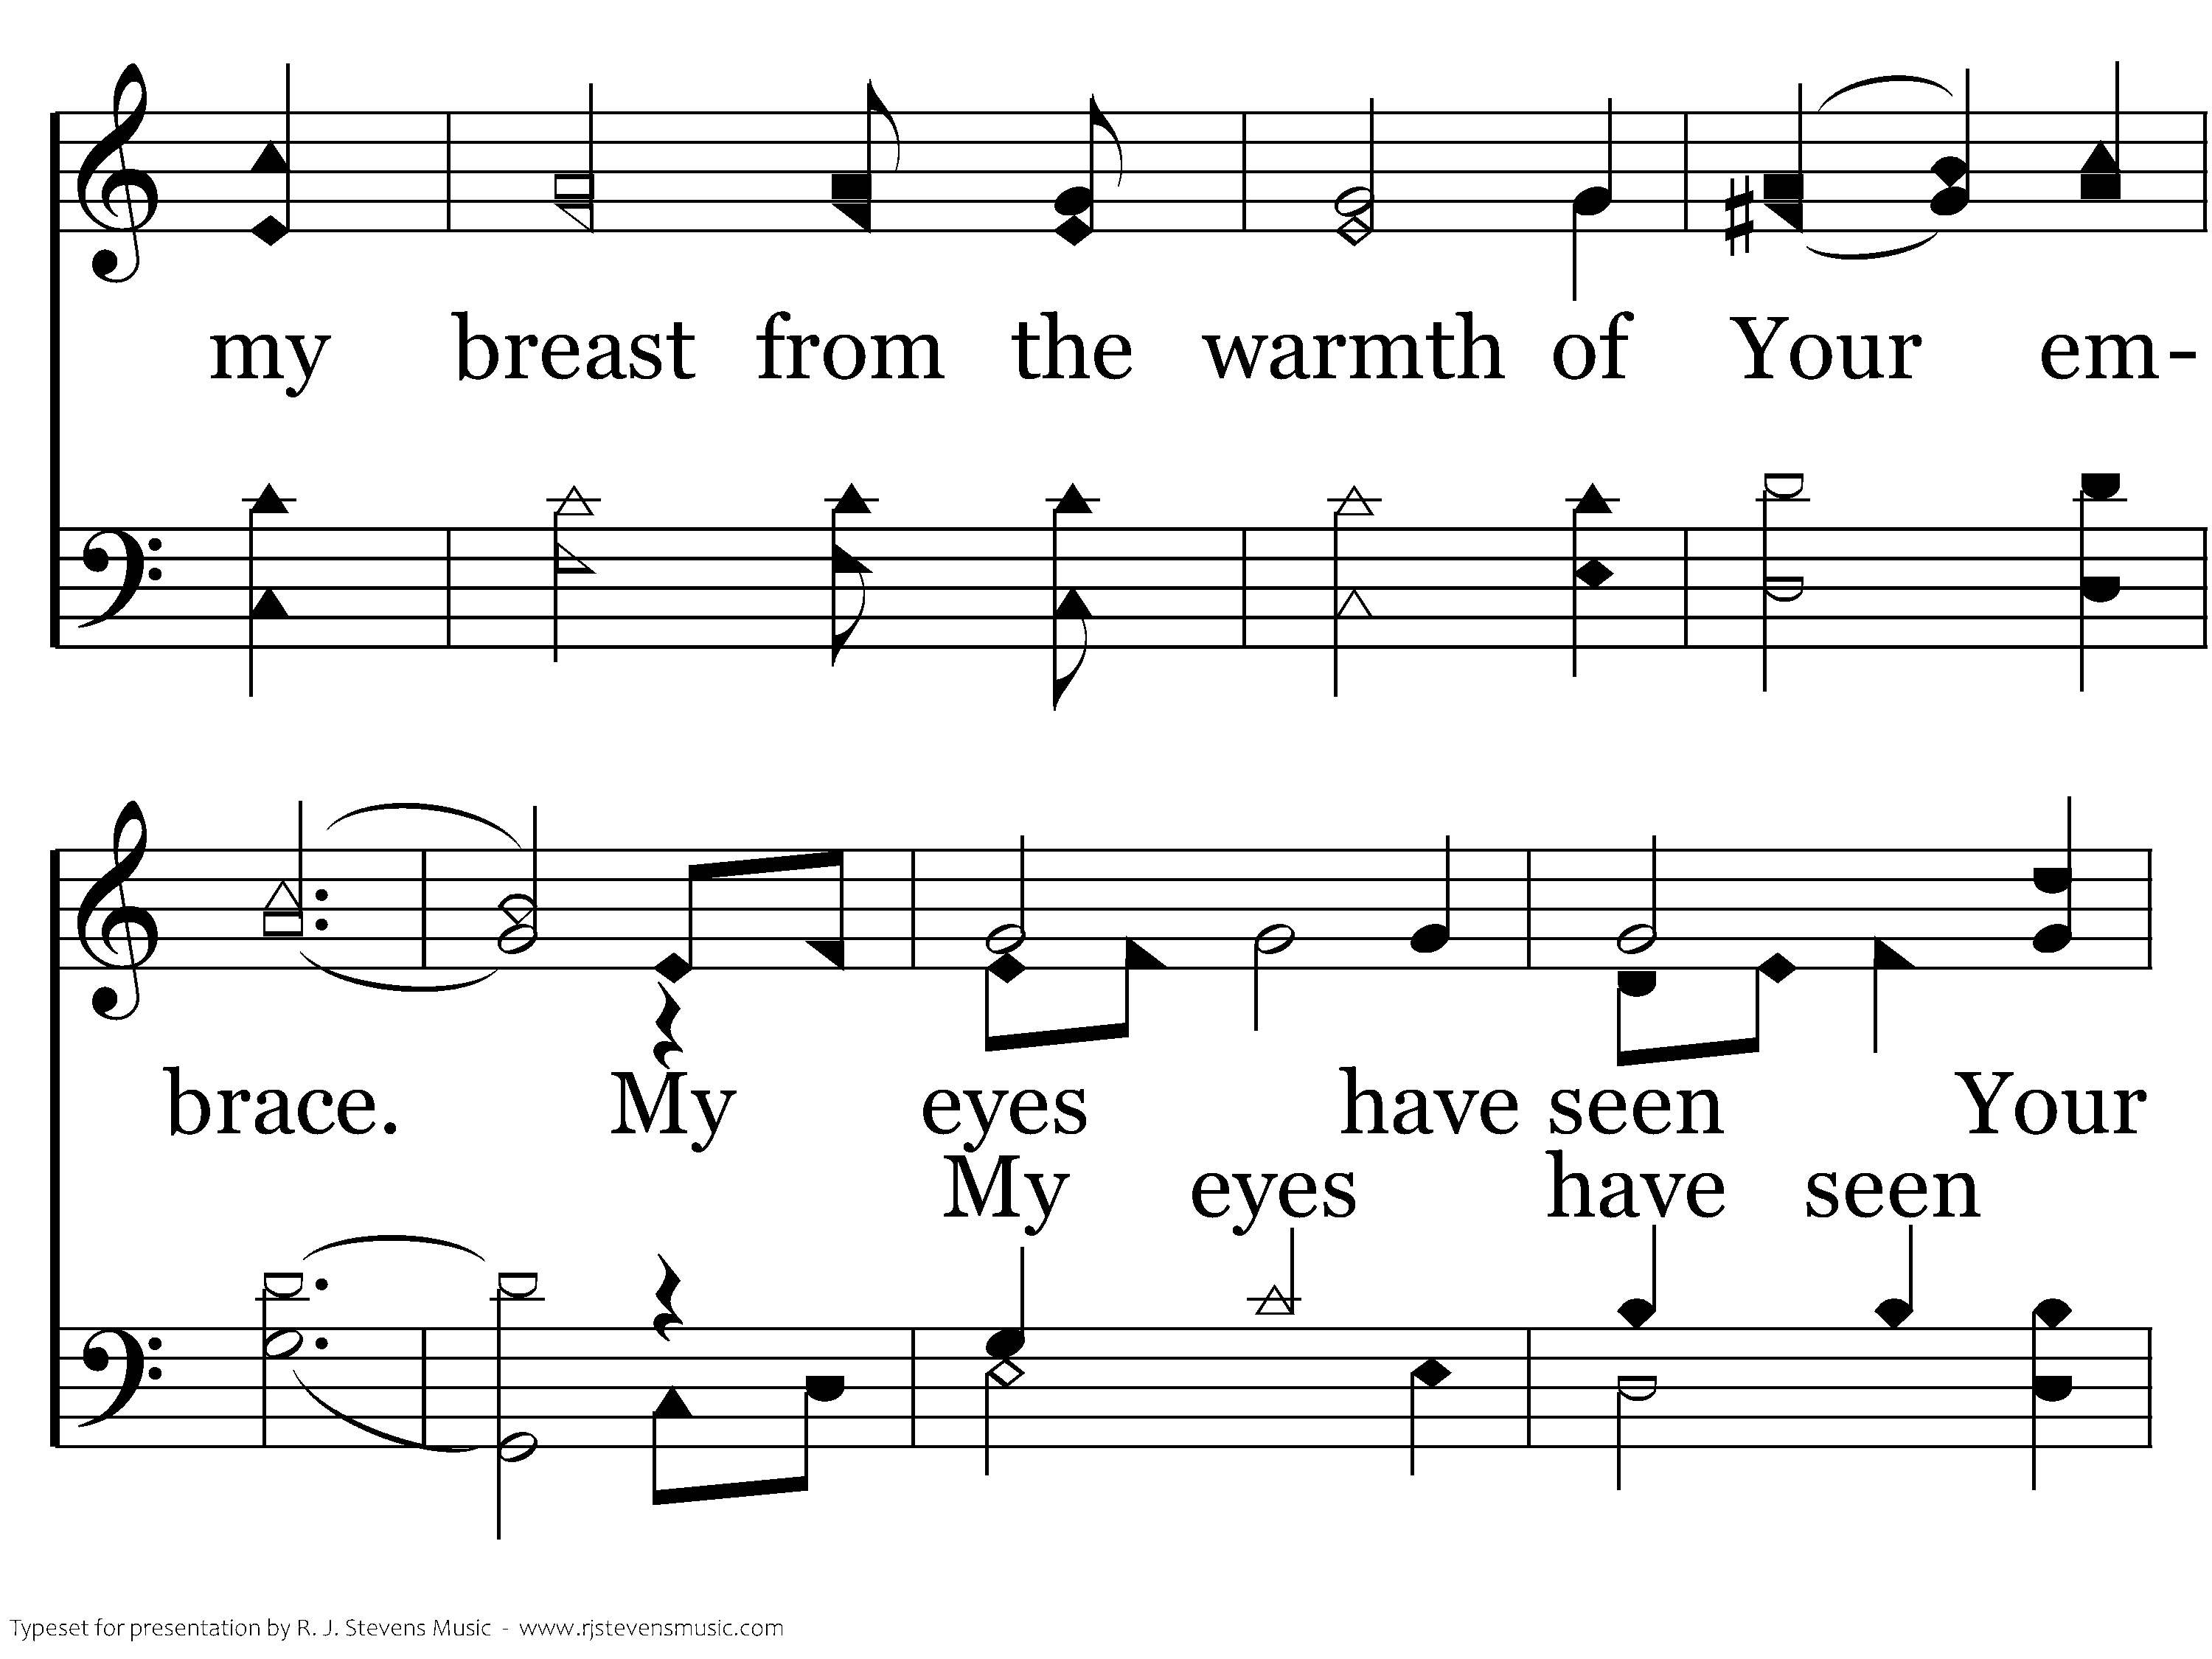 my breast from the warmth of Your em-
brace. My eyes have seen Your
My eyes have seen
Typeset for presentation by R. J. Stevens Music - www.rjstevensmusic.com